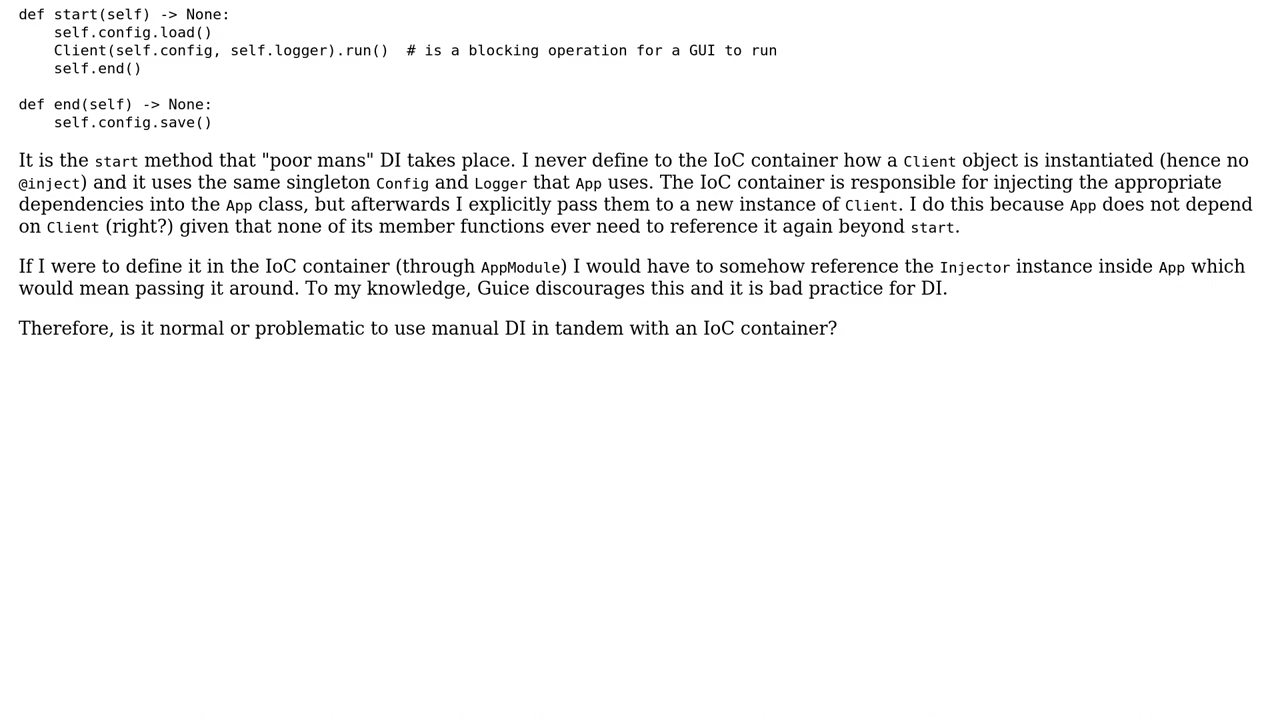 def start(self) -> None:
    self.config.load()
    Client(self.config, self.logger).run()  # is a blocking operation for a GUI to run
    self.end()

def end(self) -> None:
    self.config.save()

It is the start method that "poor mans" DI takes place. I never define to the IoC container how a Client object is instantiated (hence no
@inject) and it uses the same singleton Config and Logger that App uses. The IoC container is responsible for injecting the appropriate
dependencies into the App class, but afterwards I explicitly pass them to a new instance of Client. I do this because App does not depend
on Client (right?) given that none of its member functions ever need to reference it again beyond start.

If I were to define it in the IoC container (through AppModule) I would have to somehow reference the Injector instance inside App which
would mean passing it around. To my knowledge, Guice discourages this and it is bad practice for DI.

Therefore, is it normal or problematic to use manual DI in tandem with an IoC container?